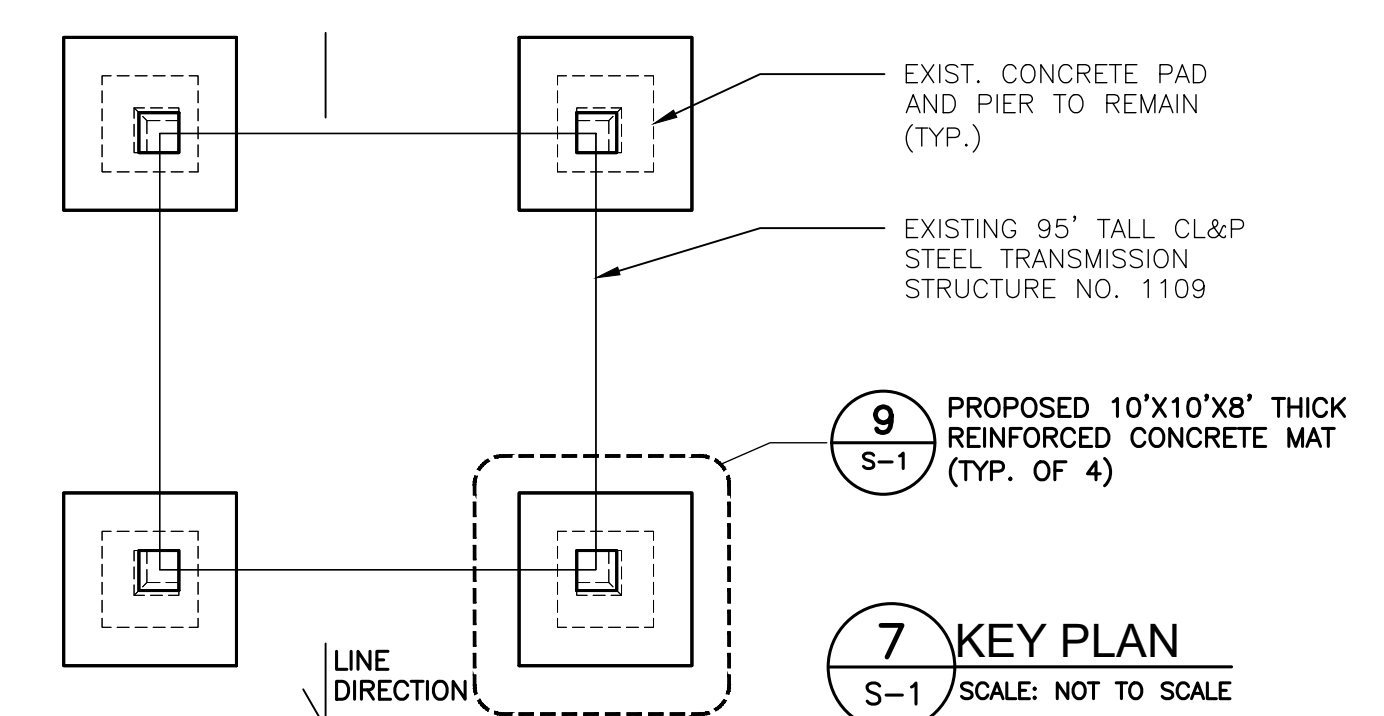 EXIST. CONCRETE PAD
AND PIER TO REMAIN
(TYP.)
EXISTING 95' TALL CL&P
STEEL TRANSMISSION
STRUCTURE NO. 1109
9
S-1
PROPOSED 10'X10'X8' THICK
REINFORCED CONCRETE MAT
(TYP. OF 4)
7
S-1
KEY PLAN
SCALE: NOT TO SCALE
LINE
DIRECTION